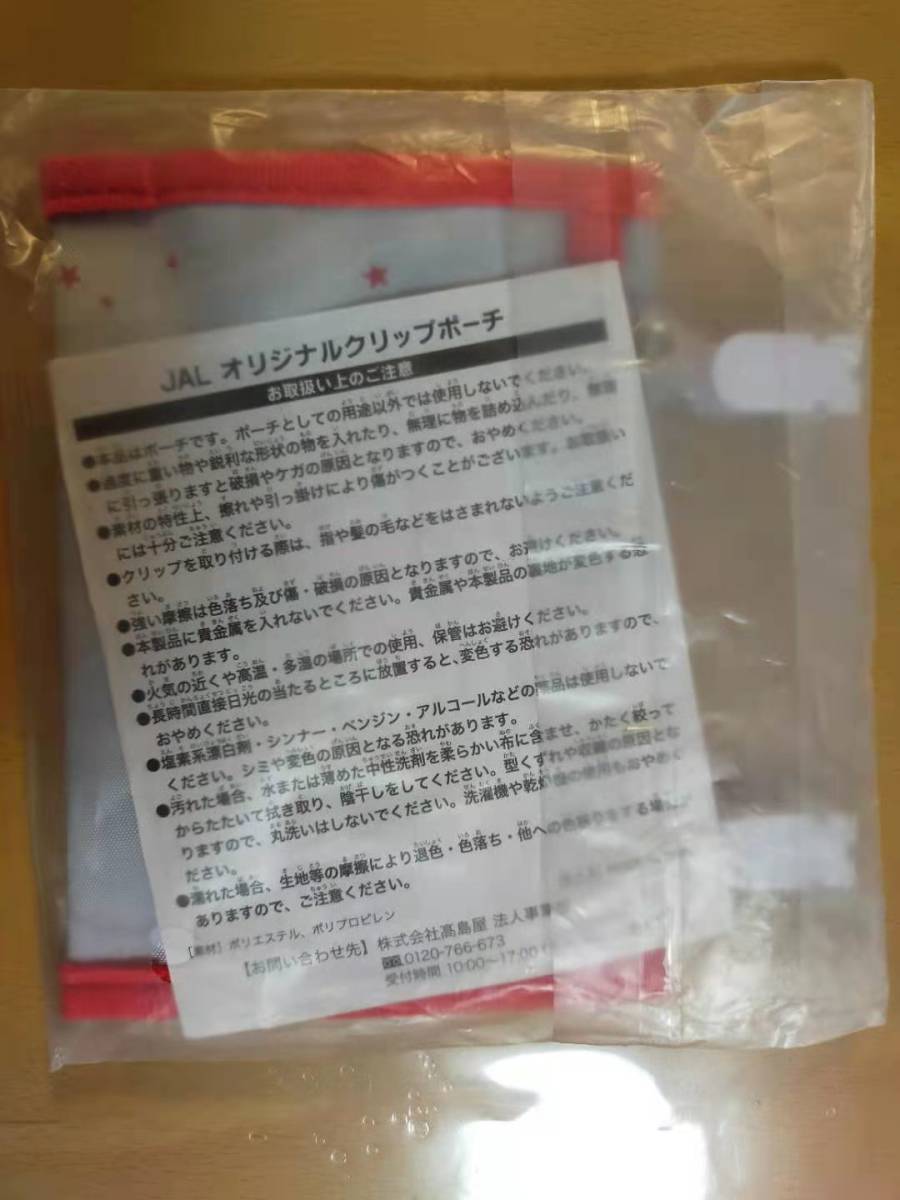 JAL オリジナルクリップポーチ
お取扱い上のご注意
●本品はポーチです。ポーチとしての用途以外では使用しないでください。
●過度に重い物や鋭利な形状の物を入れたり、無理に物を詰め込んだり、無理
に引っ張りますと破損やケガの原因となりますので、おやめください。
●素材の特性上、擦れや引っ掛けにより傷がつくことがございます。お取扱い
には十分ご注意ください。
●クリップを取り付ける際は、指や髪の毛などをはさまれないようご注意くだ
さい。
●強い摩擦は色落ち及び傷・破損の原因となりますので、お避けください。
●本製品に貴金属を入れないでください。貴金属や本製品の裏地が変色する恐
れがあります。
●火気の近くや高温・多湿の場所での使用、保管はお避けください。
●長時間直接日光の当たるところに放置すると、変色する恐れがありますので、
おやめください。
●塩素系漂白剤・シンナー・ベンジン・アルコールなどの薬品は使用しないで
ください。シミや変色の原因となる恐れがあります。
●汚れた場合、水または薄めた中性洗剤を柔らかい布に含ませ、かたく絞って
からたたいて拭き取り、陰干しをしてください。型くずれや収縮の原因とな
りますので、丸洗いはしないでください。洗濯機や乾燥機の使用もおやめく
ださい。
●濡れた場合、生地等の摩擦により退色・色落ち・他への色移りをする場合が
ありますので、ご注意ください。
[素材] ポリエステル、ポリプロピレン
【お問い合わせ先】株式会社髙島屋 法人事業
0120-766-673
受付時間 10:00〜17:00